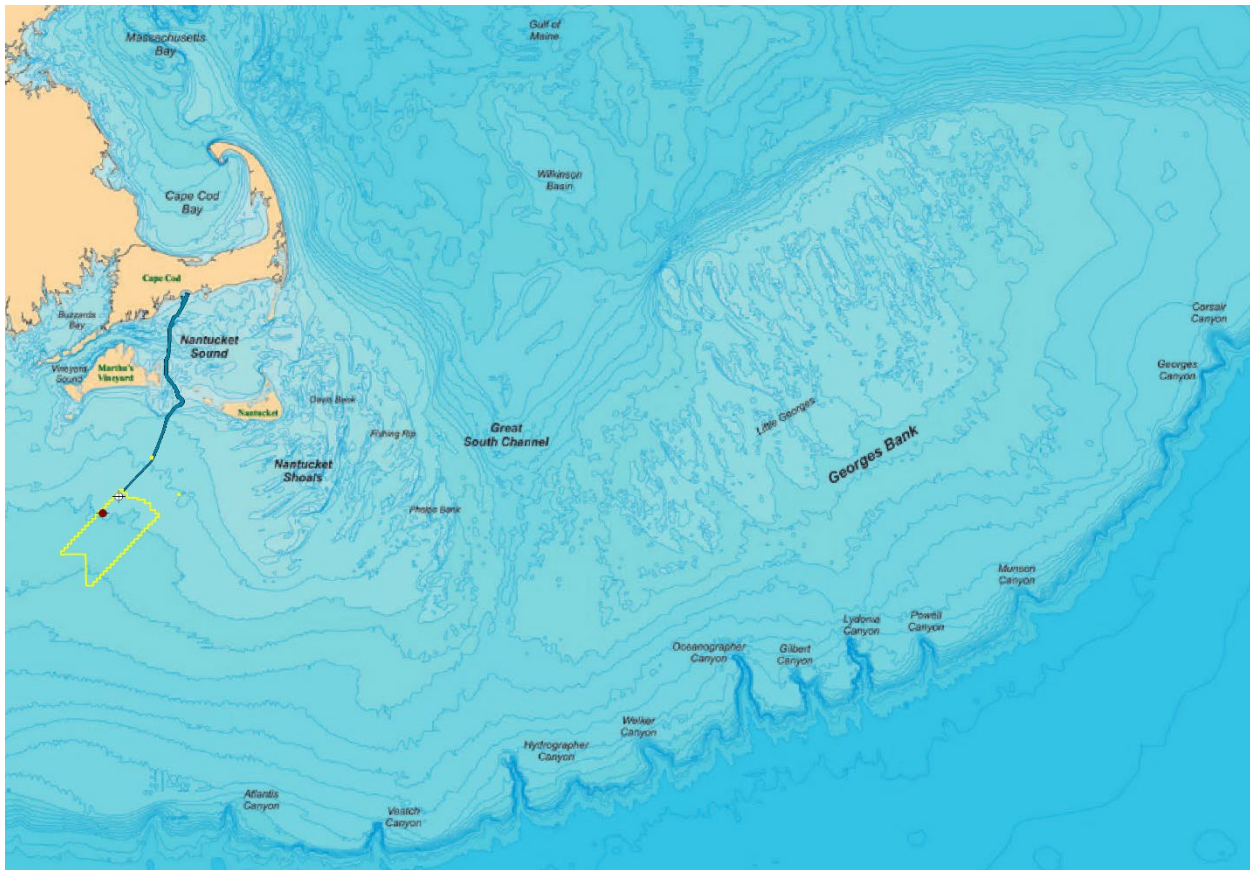 Massachusetts
Bay
Gulf of
Maine
Wilkinson
Basin
Cape Cod
Bay
Cape Cod
Buzzards
Bay
Nantucket
Sound
Vineyard
Sound
Martha's
Vineyard
Nantucket
Davis Bank
Fishing Rip
Great
South Channel
Nantucket
Shoals
Phelps Bank
Little Georges
Georges Bank
Corsair
Canyon
Georges
Canyon
Munson
Canyon
Powell
Canyon
Lydonia
Canyon
Gilbert
Canyon
Oceanographer
Canyon
Welker
Canyon
Hydrographer
Canyon
Atlantis
Canyon
Veatch
Canyon